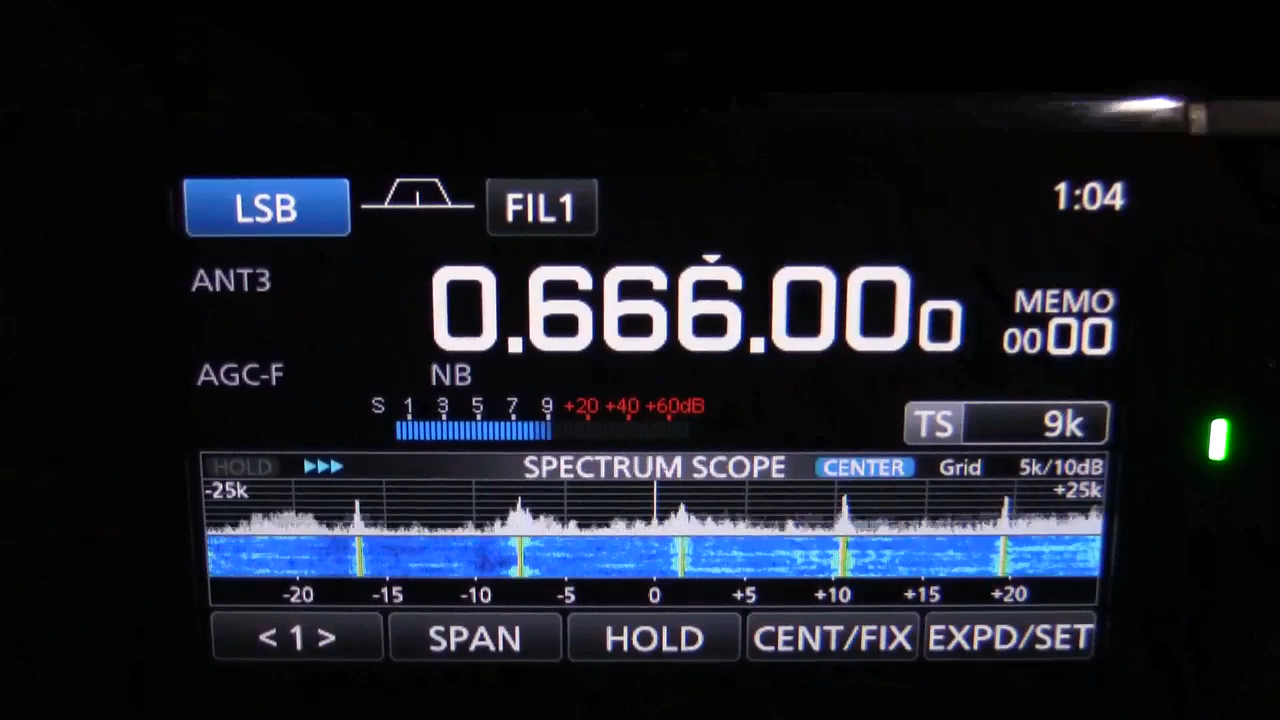 LSB FIL1 1:04
ANT3 0.666.000 MEMO
0000
AGC-F NB
S 1 3 5 7 9 +20 +40 +60dB
TS 9k
HOLD SPECTRUM SCOPE CENTER Grid 5k/10dB
-25k +25k
-20 -15 -10 -5 0 +5 +10 +15 +20
< 1 > SPAN HOLD CENT/FIX EXPD/SET